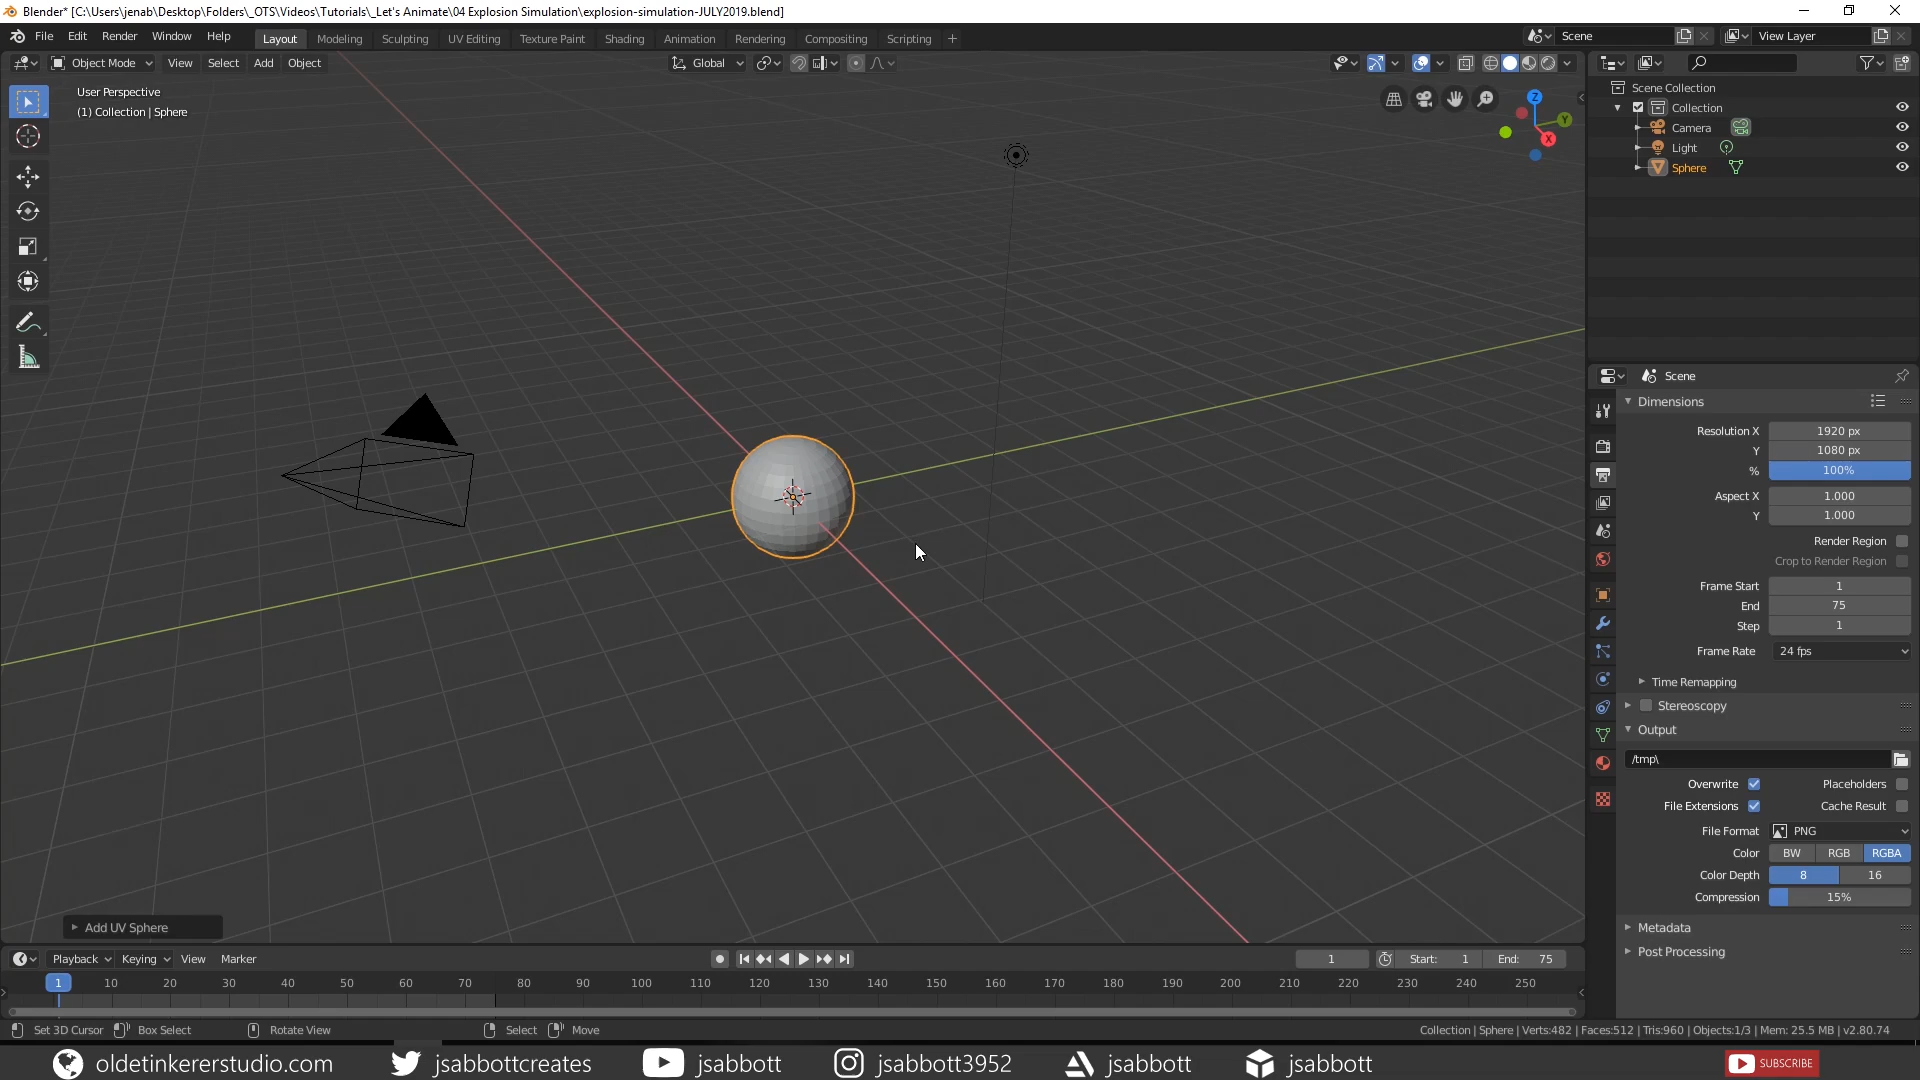 Blender* [C:\Users\jenab\Desktop\Folders\_OTS\Videos\Tutorials\_Let's Animate\04 Explosion Simulation\explosion-simulation-JULY2019.blend]
File Edit Render Window Help Layout Modeling Sculpting UV Editing Texture Paint Shading Animation Rendering Compositing Scripting + Scene View Layer
Object Mode View Select Add Object Global
User Perspective
(1) Collection | Sphere
Z
Y
X
Scene Collection
Collection
Camera
Light
Sphere
Scene
Dimensions
Resolution X 1920 px
Y 1080 px
% 100%
Aspect X 1.000
Y 1.000
Render Region
Crop to Render Region
Frame Start 1
End 75
Step 1
Frame Rate 24 fps
Time Remapping
Stereoscopy
Output
/tmp\
Overwrite Placeholders
File Extensions Cache Result
File Format PNG
Color BW RGB RGBA
Color Depth 8 16
Compression 15%
Metadata
Post Processing
Add UV Sphere
Playback Keying View Marker 1 Start: 1 End: 75
1 10 20 30 40 50 60 70 80 90 100 110 120 130 140 150 160 170 180 190 200 210 220 230 240 250
Set 3D Cursor Box Select Rotate View Select Move Collection | Sphere | Verts:482 | Faces:512 | Tris:960 | Objects:1/3 | Mem: 25.5 MB | v2.80.74
oldetinkererstudio.com jsabbottcreates jsabbott jsabbott3952 jsabbott jsabbott SUBSCRIBE